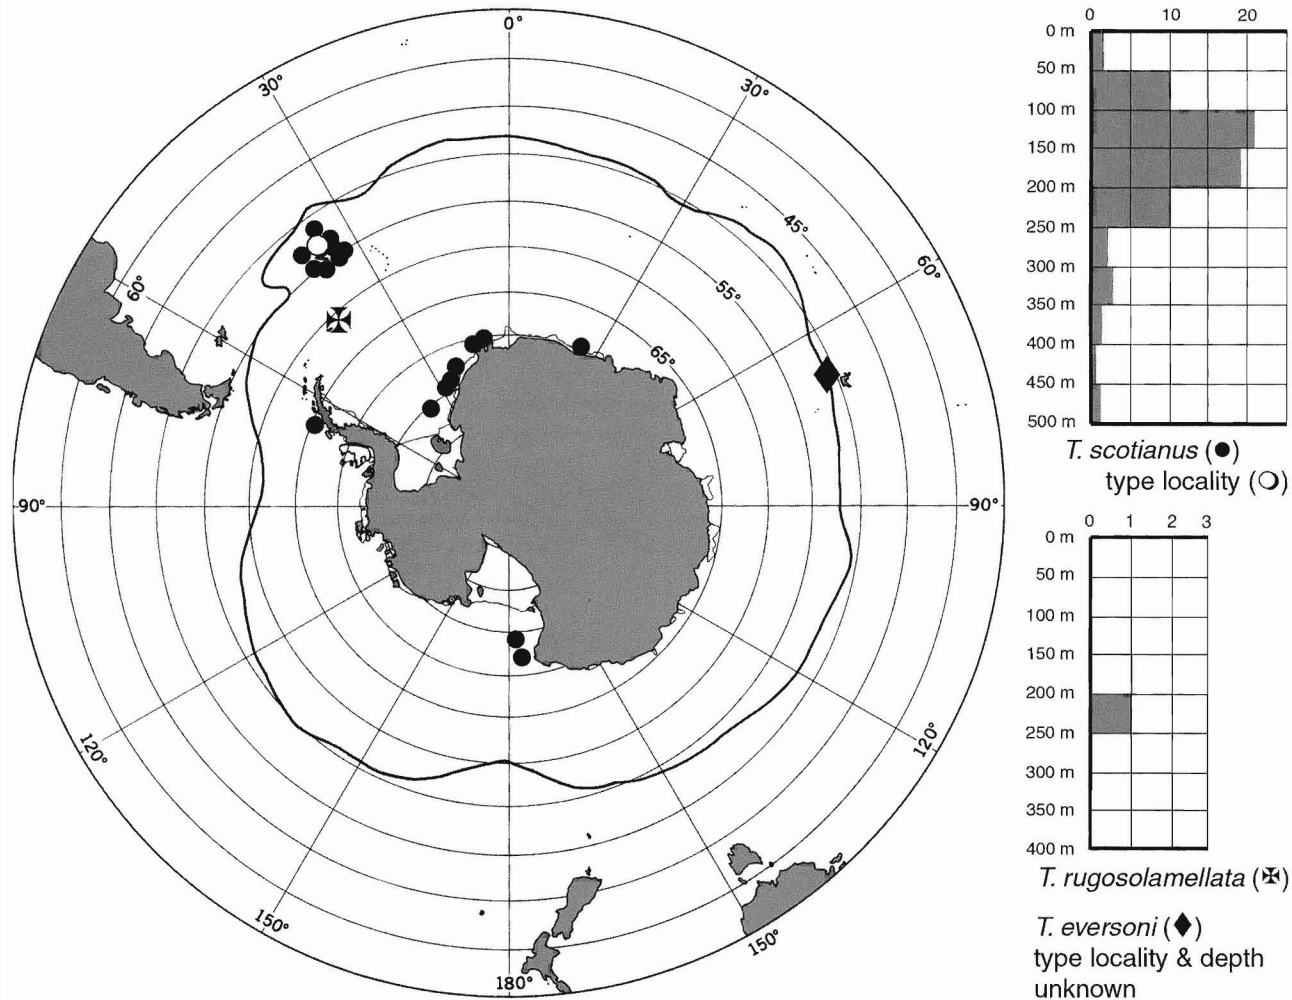 0°
30°
30°
45°
60°
60°
55°
65°
90°
90°
120°
120°
150°
150°
180°
0 10 20
0 m
50 m
100 m
150 m
200 m
250 m
300 m
350 m
400 m
450 m
500 m
T. scotianus (●)
type locality (○)
0 1 2 3
0 m
50 m
100 m
150 m
200 m
250 m
300 m
350 m
400 m
T. rugosolamellata (✠)
T. eversoni (♦)
type locality & depth
unknown